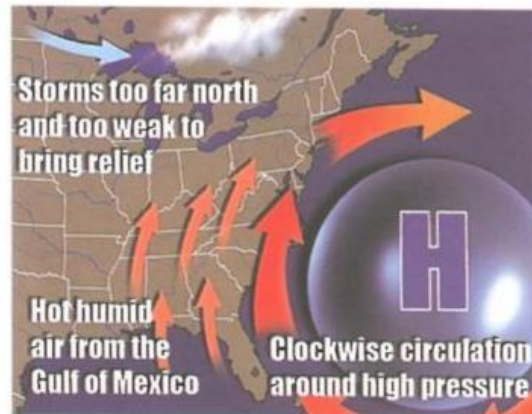 Storms too far north
and too weak to
bring relief
H
Hot humid
air from the
Gulf of Mexico
Clockwise circulation
around high pressure